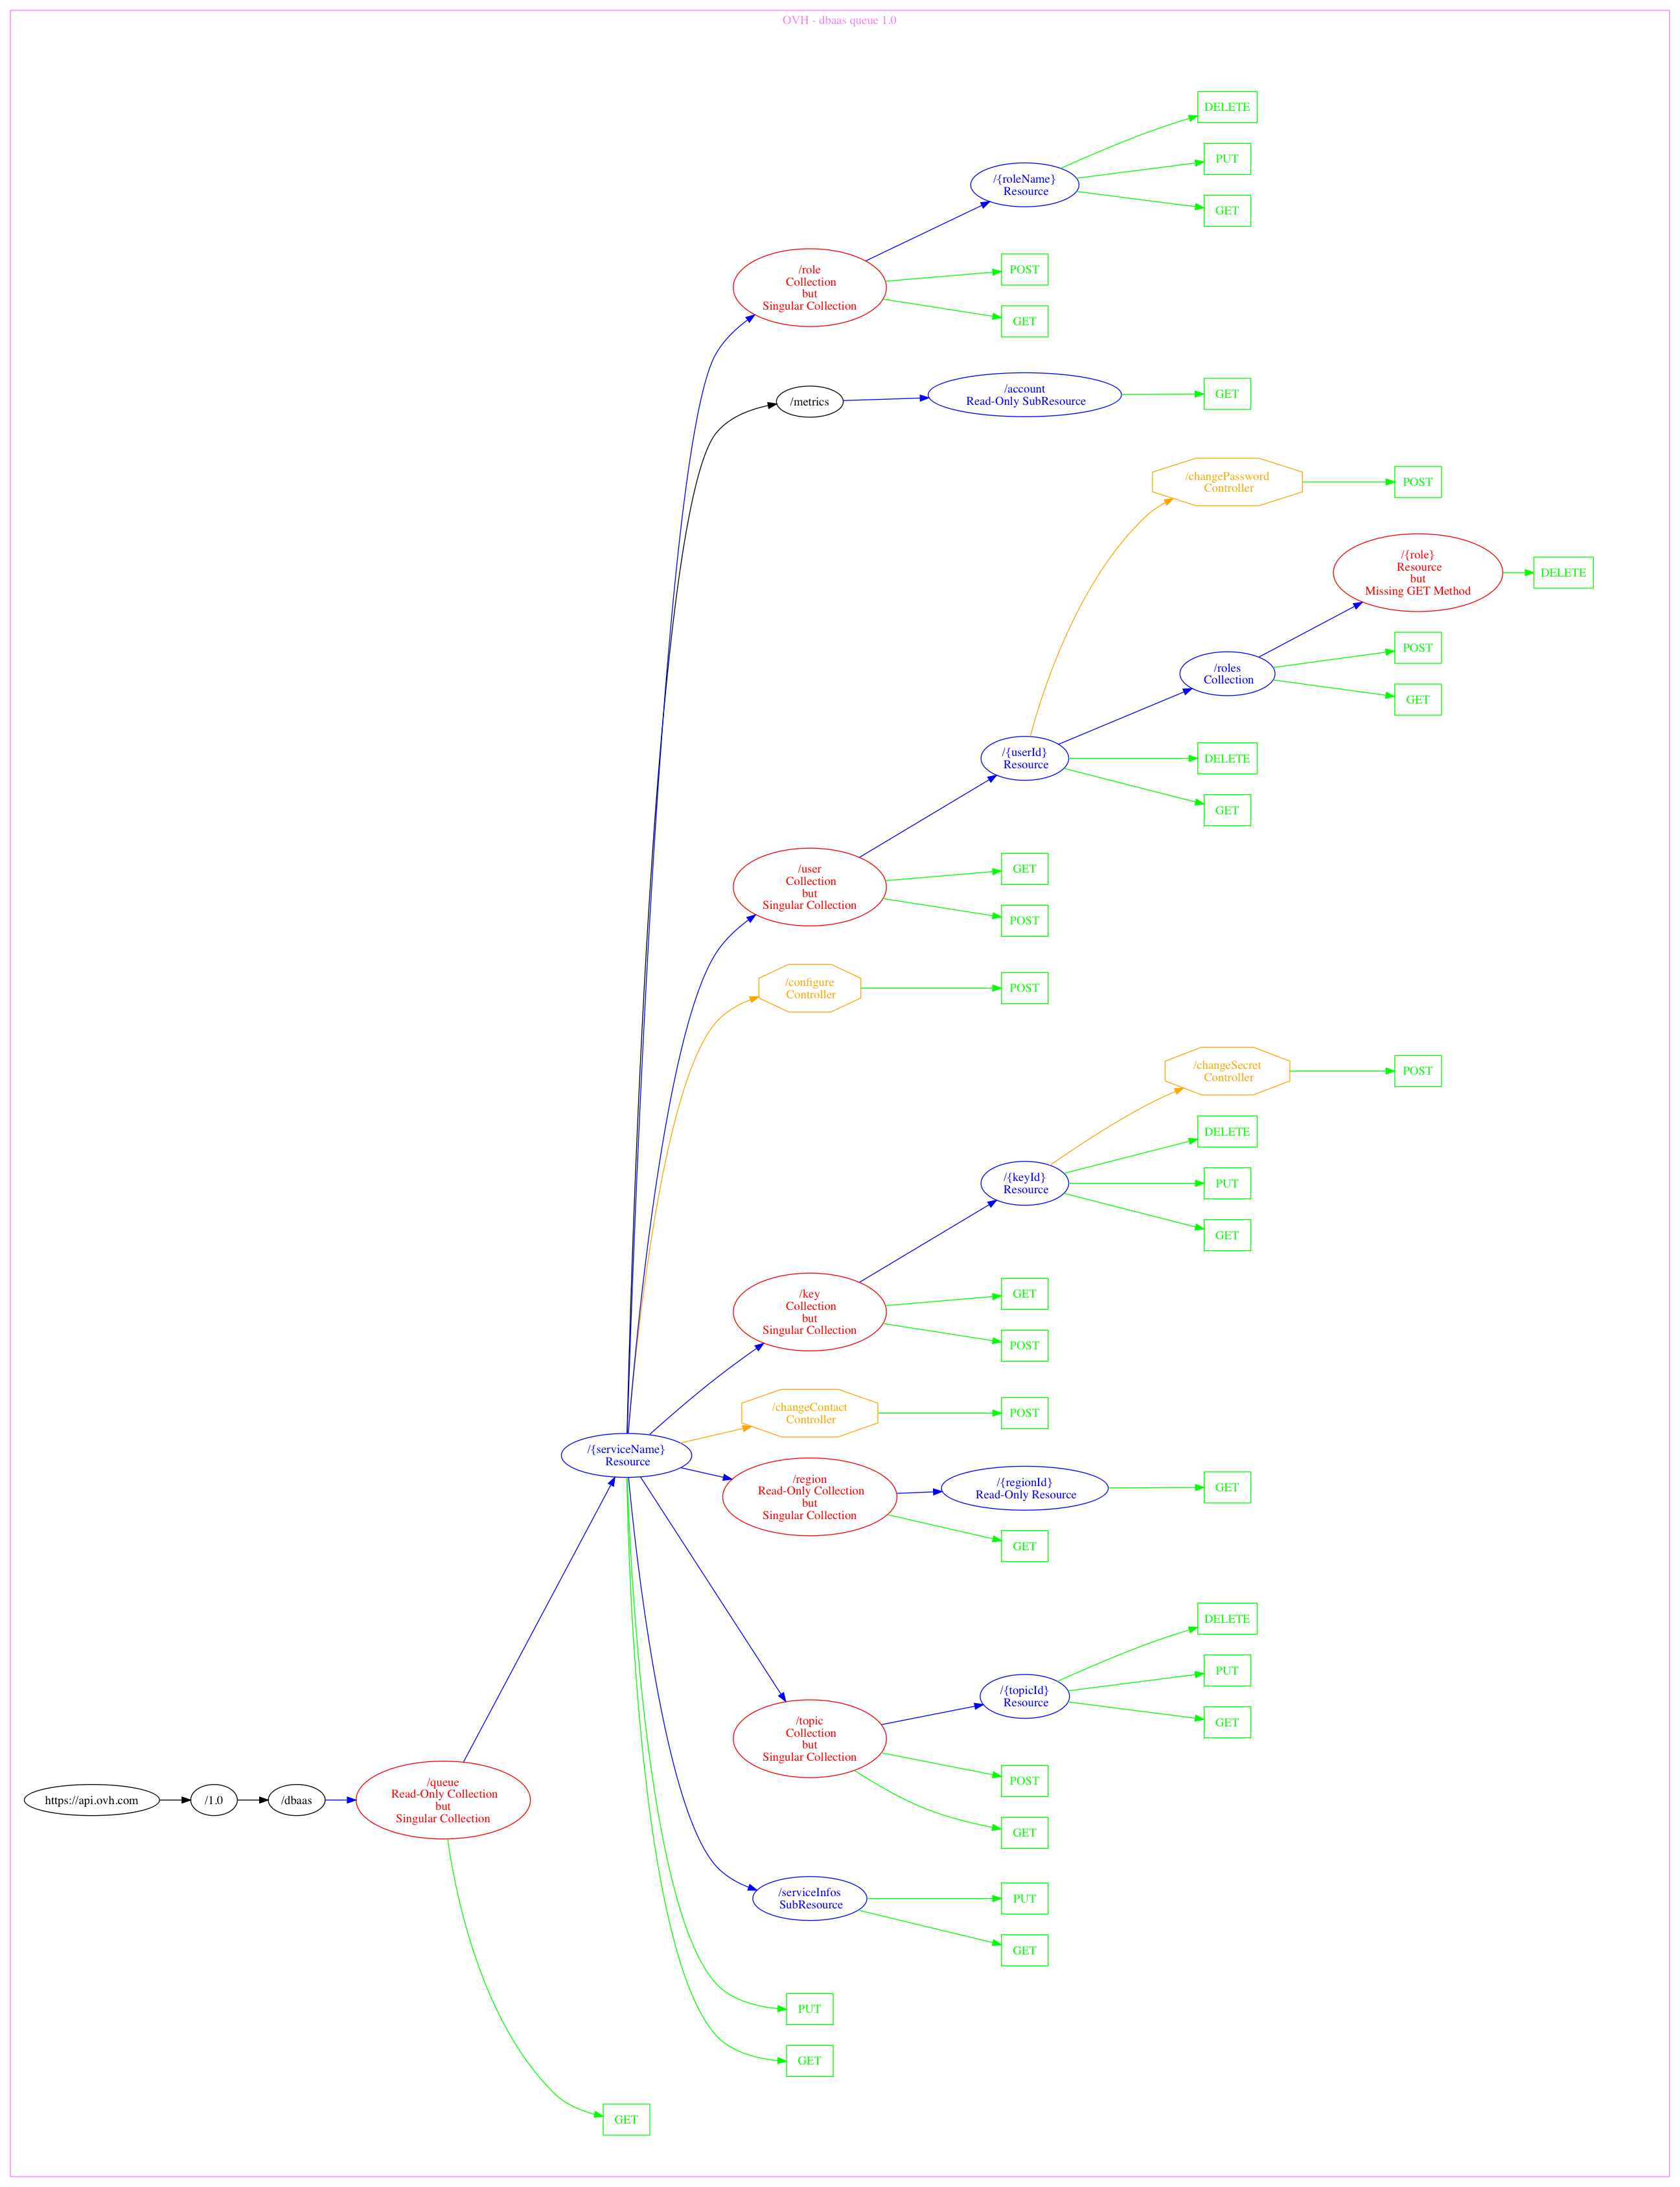 OVH - dbaas queue 1.0
DELETE
PUT
/{roleName}
Resource
GET
/role
Collection
but
Singular Collection
POST
GET
/metrics
/account
Read-Only SubResource
GET
/changePassword
Controller
POST
/{role}
Resource
but
Missing GET Method
DELETE
POST
/roles
Collection
GET
/{userId}
Resource
DELETE
GET
/user
Collection
but
Singular Collection
GET
POST
/configure
Controller
POST
/changeSecret
Controller
POST
DELETE
/{keyId}
Resource
PUT
GET
/key
Collection
but
Singular Collection
GET
POST
/changeContact
Controller
POST
/{serviceName}
Resource
/region
Read-Only Collection
but
Singular Collection
/{regionId}
Read-Only Resource
GET
GET
DELETE
PUT
/{topicId}
Resource
GET
/topic
Collection
but
Singular Collection
POST
GET
https://api.ovh.com
/1.0
/dbaas
/queue
Read-Only Collection
but
Singular Collection
/serviceInfos
SubResource
PUT
GET
PUT
GET
GET